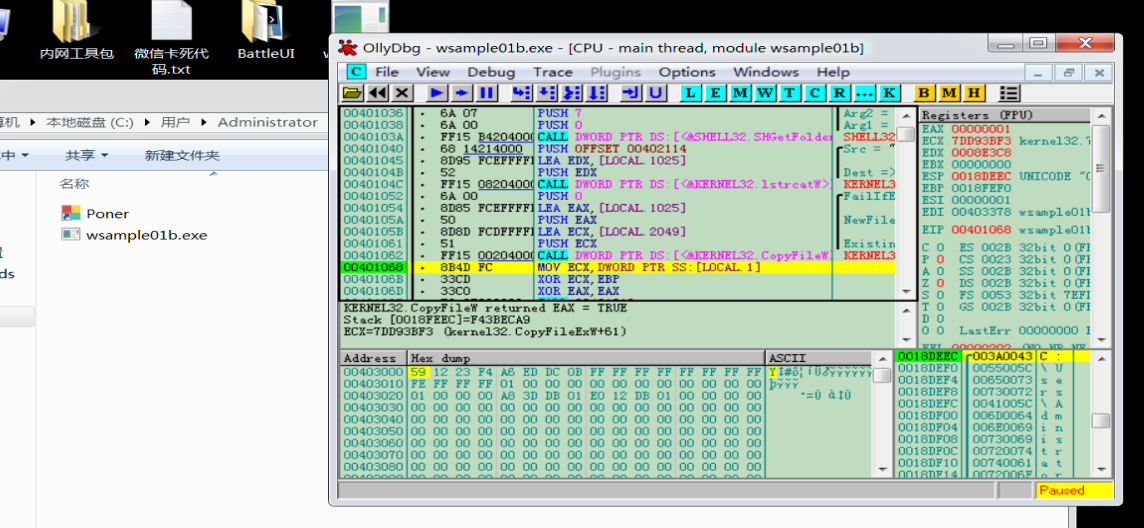 内网工具包
微信卡死代
码.txt
BattleUI
本地磁盘 (C:)
用户
Administrator
共享
新建文件夹
名称
Poner
wsample01b.exe
OllyDbg - wsample01b.exe - [CPU - main thread, module wsample01b]
C File View Debug Trace Plugins Options Windows Help
L E M W T C R ... K B M H
00401036 · 6A 07 PUSH 7 Arg2 =
00401038 · 6A 00 PUSH 0 Arg1 =
0040103A · FF15 B4204000 CALL DWORD PTR DS:[<&SHELL32.SHGetFolder SHELL32
00401040 · 68 14214000 PUSH OFFSET 00402114 Src = "
00401045 · 8D95 FCEFFFFF LEA EDX,[LOCAL.1025]
0040104B · 52 PUSH EDX Dest =>
0040104C · FF15 08204000 CALL DWORD PTR DS:[<&KERNEL32.lstrcatW>] KERNEL3
00401052 · 6A 00 PUSH 0 FailIfE
00401054 · 8D85 FCEFFFFF LEA EAX,[LOCAL.1025]
0040105A · 50 PUSH EAX NewFile
0040105B · 8D8D FCDFFFFF LEA ECX,[LOCAL.2049]
00401061 · 51 PUSH ECX Existin
00401062 · FF15 00204000 CALL DWORD PTR DS:[<&KERNEL32.CopyFileW KERNEL3
00401068 · 8B4D FC MOV ECX,DWORD PTR SS:[LOCAL.1]
0040106B · 33CD XOR ECX,EBP
0040106D · 33C0 XOR EAX,EAX
KERNEL32.CopyFileW returned EAX = TRUE
Stack [0018FEEC]=F43BECA9
ECX=7DD93BF3 (kernel32.CopyFileExW+61)
Registers (FPU)
EAX 00000001
ECX 7DD93BF3 kernel32.
EDX 0008E3C8
EBX 00000000
ESP 0018DEEC UNICODE "C
EBP 0018FEF0
ESI 00000001
EDI 00403378 wsample01b
EIP 00401068 wsample01b
C 0 ES 002B 32bit 0(FF
P 0 CS 0023 32bit 0(FF
A 0 SS 002B 32bit 0(FF
Z 0 DS 002B 32bit 0(FF
S 0 FS 0053 32bit 7EFI
T 0 GS 002B 32bit 0(FF
D 0
O 0 LastErr 00000000
Address Hex dump ASCII
00403000 59 12 23 F4 A6 ED DC 0B FF FF FF FF FF FF FF FF
00403010 FE FF FF FF 01 00 00 00 00 00 00 00 00 00 00 00
00403020 01 00 00 00 A8 3D DB 01 E0 12 DB 01 00 00 00 00
00403030 00 00 00 00 00 00 00 00 00 00 00 00 00 00 00 00
00403040 00 00 00 00 00 00 00 00 00 00 00 00 00 00 00 00
00403050 00 00 00 00 00 00 00 00 00 00 00 00 00 00 00 00
00403060 00 00 00 00 00 00 00 00 00 00 00 00 00 00 00 00
00403070 00 00 00 00 00 00 00 00 00 00 00 00 00 00 00 00
00403080 00 00 00 00 00 00 00 00 00 00 00 00 00 00 00 00
0018DEEC 003A0043 C :
0018DEF0 0055005C \ U
0018DEF4 00650073 s e
0018DEF8 00730072 r s
0018DEFC 0041005C \ A
0018DF00 006D0064 d m
0018DF04 006E0069 i n
0018DF08 00730069 i s
0018DF0C 00720074 t r
0018DF10 00740061 a t
0018DF14 0072006F o r
Paused